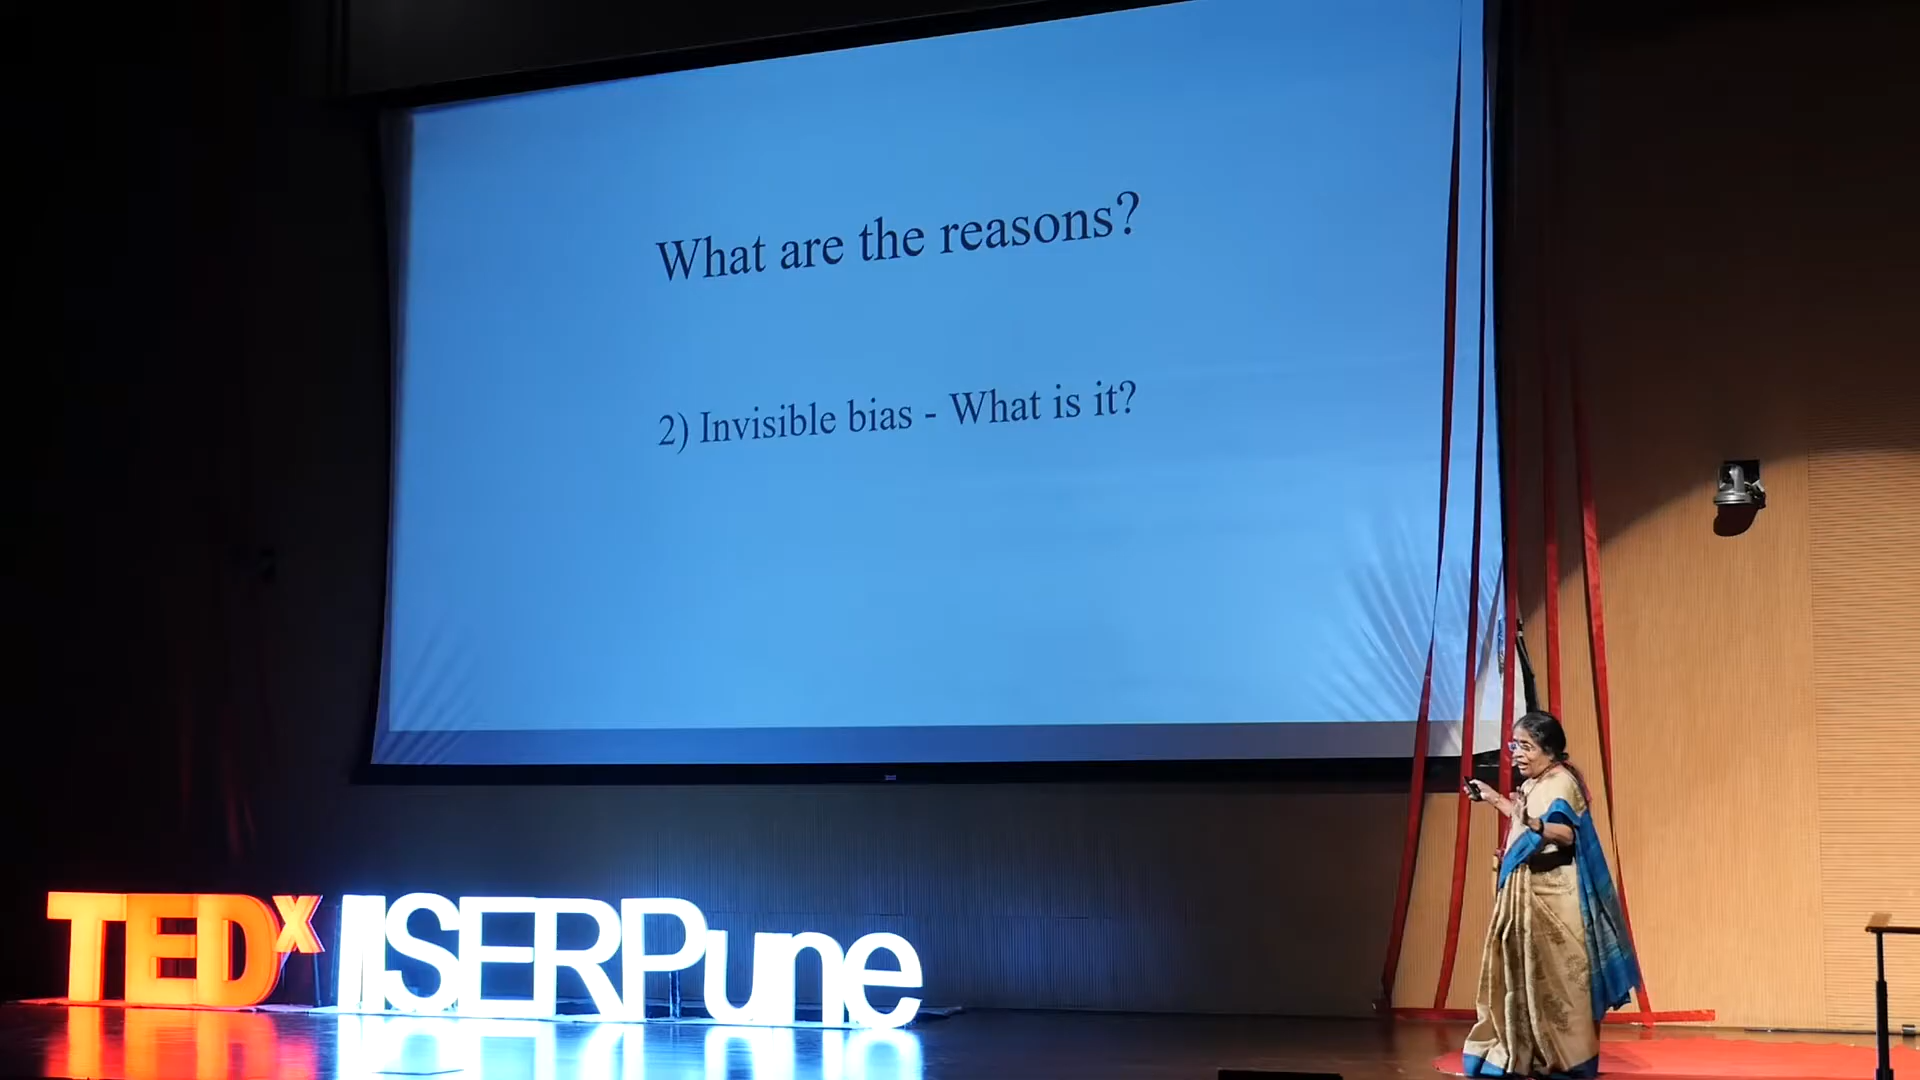 What are the reasons?
2) Invisible bias - What is it?
TEDx IISERPune